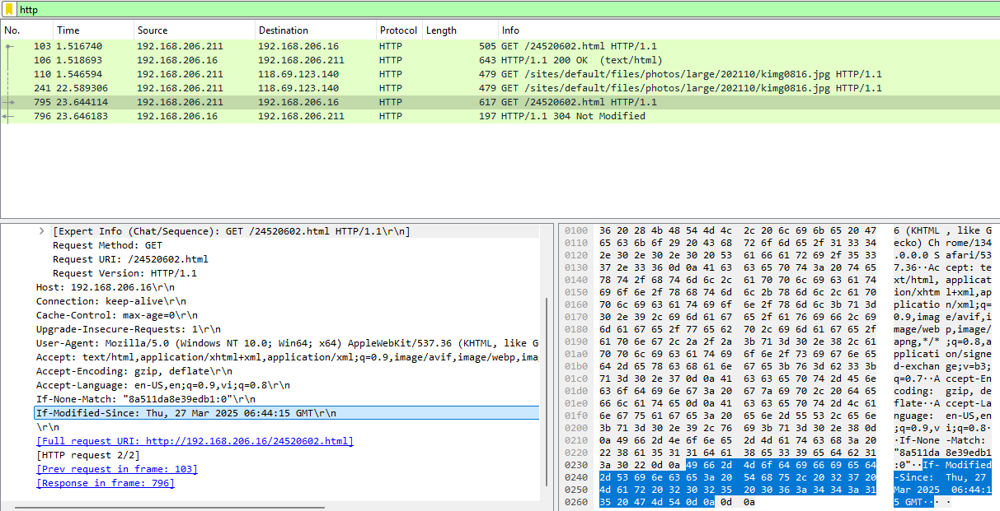 http
No. Time Source Destination Protocol Length Info
103 1.516740 192.168.206.211 192.168.206.16 HTTP 505 GET /24520602.html HTTP/1.1
106 1.518693 192.168.206.16 192.168.206.211 HTTP 643 HTTP/1.1 200 OK  (text/html)
110 1.546594 192.168.206.211 118.69.123.140 HTTP 479 GET /sites/default/files/photos/large/202110/kimg0816.jpg HTTP/1.1
241 22.589306 192.168.206.211 118.69.123.140 HTTP 479 GET /sites/default/files/photos/large/202110/kimg0816.jpg HTTP/1.1
795 23.644114 192.168.206.211 192.168.206.16 HTTP 617 GET /24520602.html HTTP/1.1
796 23.646183 192.168.206.16 192.168.206.211 HTTP 197 HTTP/1.1 304 Not Modified
[Expert Info (Chat/Sequence): GET /24520602.html HTTP/1.1\r\n]
Request Method: GET
Request URI: /24520602.html
Request Version: HTTP/1.1
Host: 192.168.206.16\r\n
Connection: keep-alive\r\n
Cache-Control: max-age=0\r\n
Upgrade-Insecure-Requests: 1\r\n
User-Agent: Mozilla/5.0 (Windows NT 10.0; Win64; x64) AppleWebKit/537.36 (KHTML, like G
Accept: text/html,application/xhtml+xml,application/xml;q=0.9,image/avif,image/webp,ima
Accept-Encoding: gzip, deflate\r\n
Accept-Language: en-US,en;q=0.9,vi;q=0.8\r\n
If-None-Match: "8a511da8e39edb1:0"\r\n
If-Modified-Since: Thu, 27 Mar 2025 06:44:15 GMT\r\n
\r\n
[Full request URI: http://192.168.206.16/24520602.html]
[HTTP request 2/2]
[Prev request in frame: 103]
[Response in frame: 796]
0100 36 20 28 4b 48 54 4d 4c 2c 20 6c 69 6b 65 20 47 6 (KHTML , like G
0110 65 63 6b 6f 29 20 43 68 72 6f 6d 65 2f 31 33 34 ecko) Ch rome/134
0120 2e 30 2e 30 2e 30 20 53 61 66 61 72 69 2f 35 33 .0.0.0 S afari/53
0130 37 2e 33 36 0d 0a 41 63 63 65 70 74 3a 20 74 65 7.36··Ac cept: te
0140 78 74 2f 68 74 6d 6c 2c 61 70 70 6c 69 63 61 74 xt/html, applicat
0150 69 6f 6e 2f 78 68 74 6d 6c 2b 78 6d 6c 2c 61 70 ion/xhtm l+xml,ap
0160 70 6c 69 63 61 74 69 6f 6e 2f 78 6d 6c 3b 71 3d plicatio n/xml;q=
0170 30 2e 39 2c 69 6d 61 67 65 2f 61 76 69 66 2c 69 0.9,imag e/avif,i
0180 6d 61 67 65 2f 77 65 62 70 2c 69 6d 61 67 65 2f mage/web p,image/
0190 61 70 6e 67 2c 2a 2f 2a 3b 71 3d 30 2e 38 2c 61 apng,*/* ;q=0.8,a
01a0 70 70 6c 69 63 61 74 69 6f 6e 2f 73 69 67 6e 65 pplicati on/signe
01b0 64 2d 65 78 63 68 61 6e 67 65 3b 76 3d 62 33 3b d-exchan ge;v=b3;
01c0 71 3d 30 2e 37 0d 0a 41 63 63 65 70 74 2d 45 6e q=0.7··A ccept-En
01d0 63 6f 64 69 6e 67 3a 20 67 7a 69 70 2c 20 64 65 coding:  gzip, de
01e0 66 6c 61 74 65 0d 0a 41 63 63 65 70 74 2d 4c 61 flate··A ccept-La
01f0 6e 67 75 61 67 65 3a 20 65 6e 2d 55 53 2c 65 6e nguage:  en-US,en
0200 3b 71 3d 30 2e 39 2c 76 69 3b 71 3d 30 2e 38 0d ;q=0.9,v i;q=0.8·
0210 0a 49 66 2d 4e 6f 6e 65 2d 4d 61 74 63 68 3a 20 ·If-None -Match:
0220 22 38 61 35 31 31 64 61 38 65 33 39 65 64 62 31 "8a511da 8e39edb1
0230 3a 30 22 0d 0a 49 66 2d 4d 6f 64 69 66 69 65 64 :0"··If- Modified
0240 2d 53 69 6e 63 65 3a 20 54 68 75 2c 20 32 37 20 -Since:  Thu, 27
0250 4d 61 72 20 32 30 32 35 20 30 36 3a 34 34 3a 31 Mar 2025  06:44:1
0260 35 20 47 4d 54 0d 0a 0d 0a 5 GMT··· ·